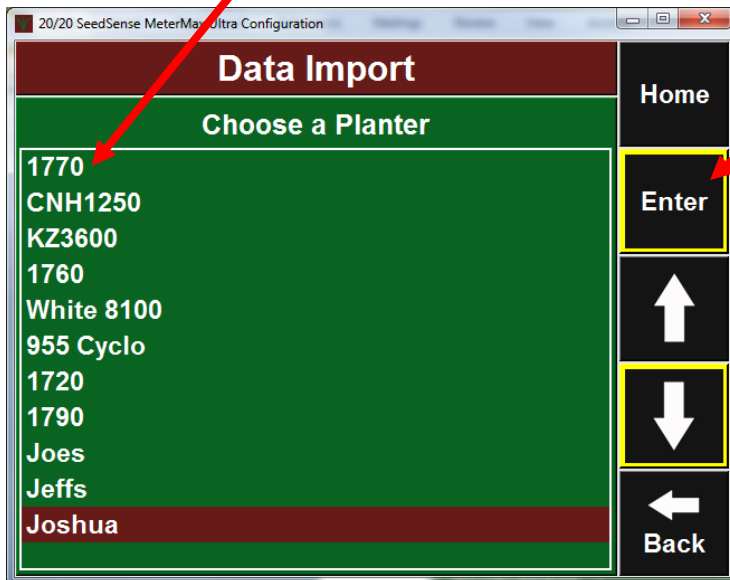 20/20 SeedSense MeterMax Ultra Configuration
Data Import
Home
Choose a Planter
1770
CNH1250
KZ3600
1760
White 8100
955 Cyclo
1720
1790
Joes
Jeffs
Joshua
Enter
Back